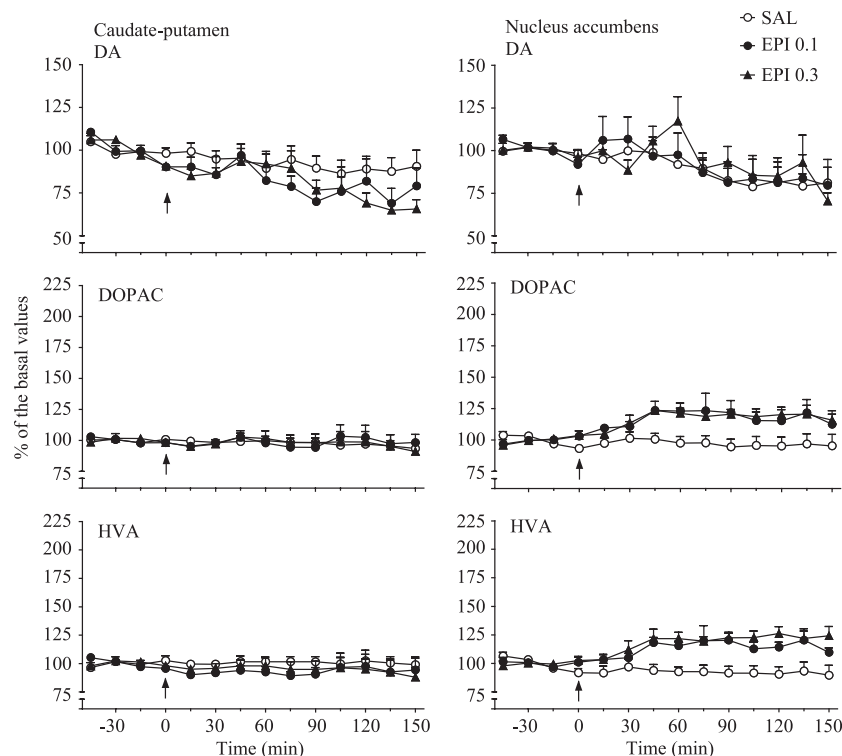 Caudate-putamen
DA
Nucleus accumbens
DA
SAL
EPI 0.1
EPI 0.3
150
125
100
75
50
150
125
100
75
50
% of the basal values
DOPAC
225
200
175
150
125
100
75
DOPAC
225
200
175
150
125
100
75
HVA
225
200
175
150
125
100
75
HVA
225
200
175
150
125
100
75
-30 0 30 60 90 120 150
Time (min)
-30 0 30 60 90 120 150
Time (min)